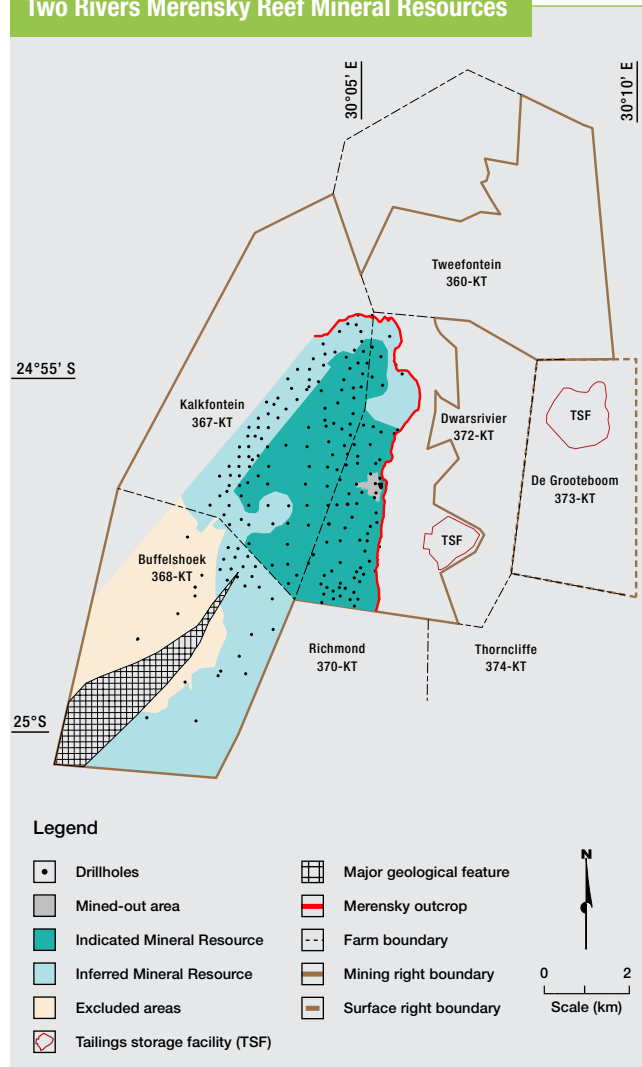 Two Rivers Merensky Reef Mineral Resources
30°05' E
30°10' E
Tweefontein
360-KT
24°55' S
Kalkfontein
367-KT
Dwarsrivier
372-KT
TSF
De Grooteboom
373-KT
TSF
Buffelshoek
368-KT
Richmond
370-KT
Thorncliffe
374-KT
25°S
Legend
Drillholes
Mined-out area
Indicated Mineral Resource
Inferred Mineral Resource
Excluded areas
Tailings storage facility (TSF)
Major geological feature
Merensky outcrop
Farm boundary
Mining right boundary
Surface right boundary
N
0 2
Scale (km)